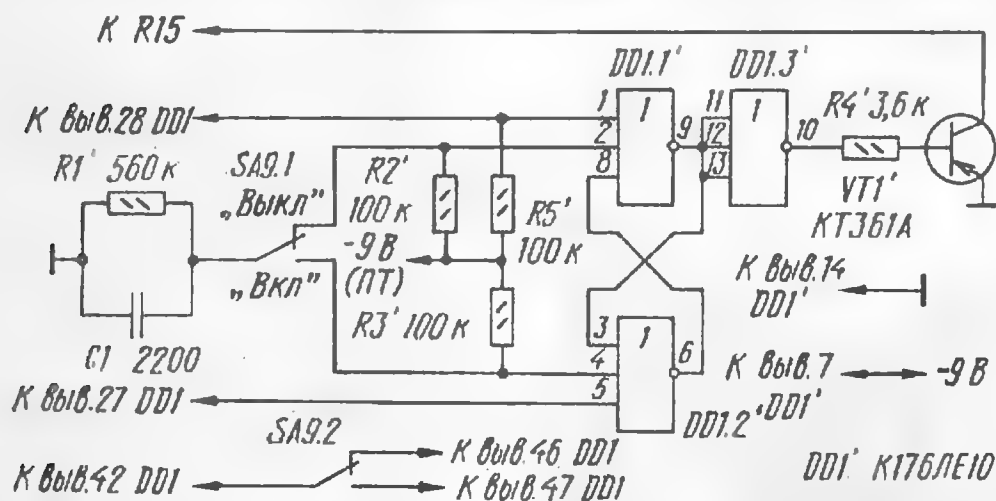 К R15
DD1.1' DD1.3'
К выв.28 DD1
1
2
8
1
9
11
12
13
1
10
R4' 3,6 к
R1' 560 к
SA9.1
„Выкл"
R2'
100 к
-9 В
(ПТ)
R5'
100 к
VT1'
КТ361А
„Вкл"
К выв.14
DD1'
R3' 100 к
C1 2200
3
4
5
1
6
К выв.7
DD1'
-9 В
К выв.27 DD1
DD1.2'
SA9.2
К выв.46 DD1
К выв.42 DD1
К выв.47 DD1
DD1' К176ЛЕ10